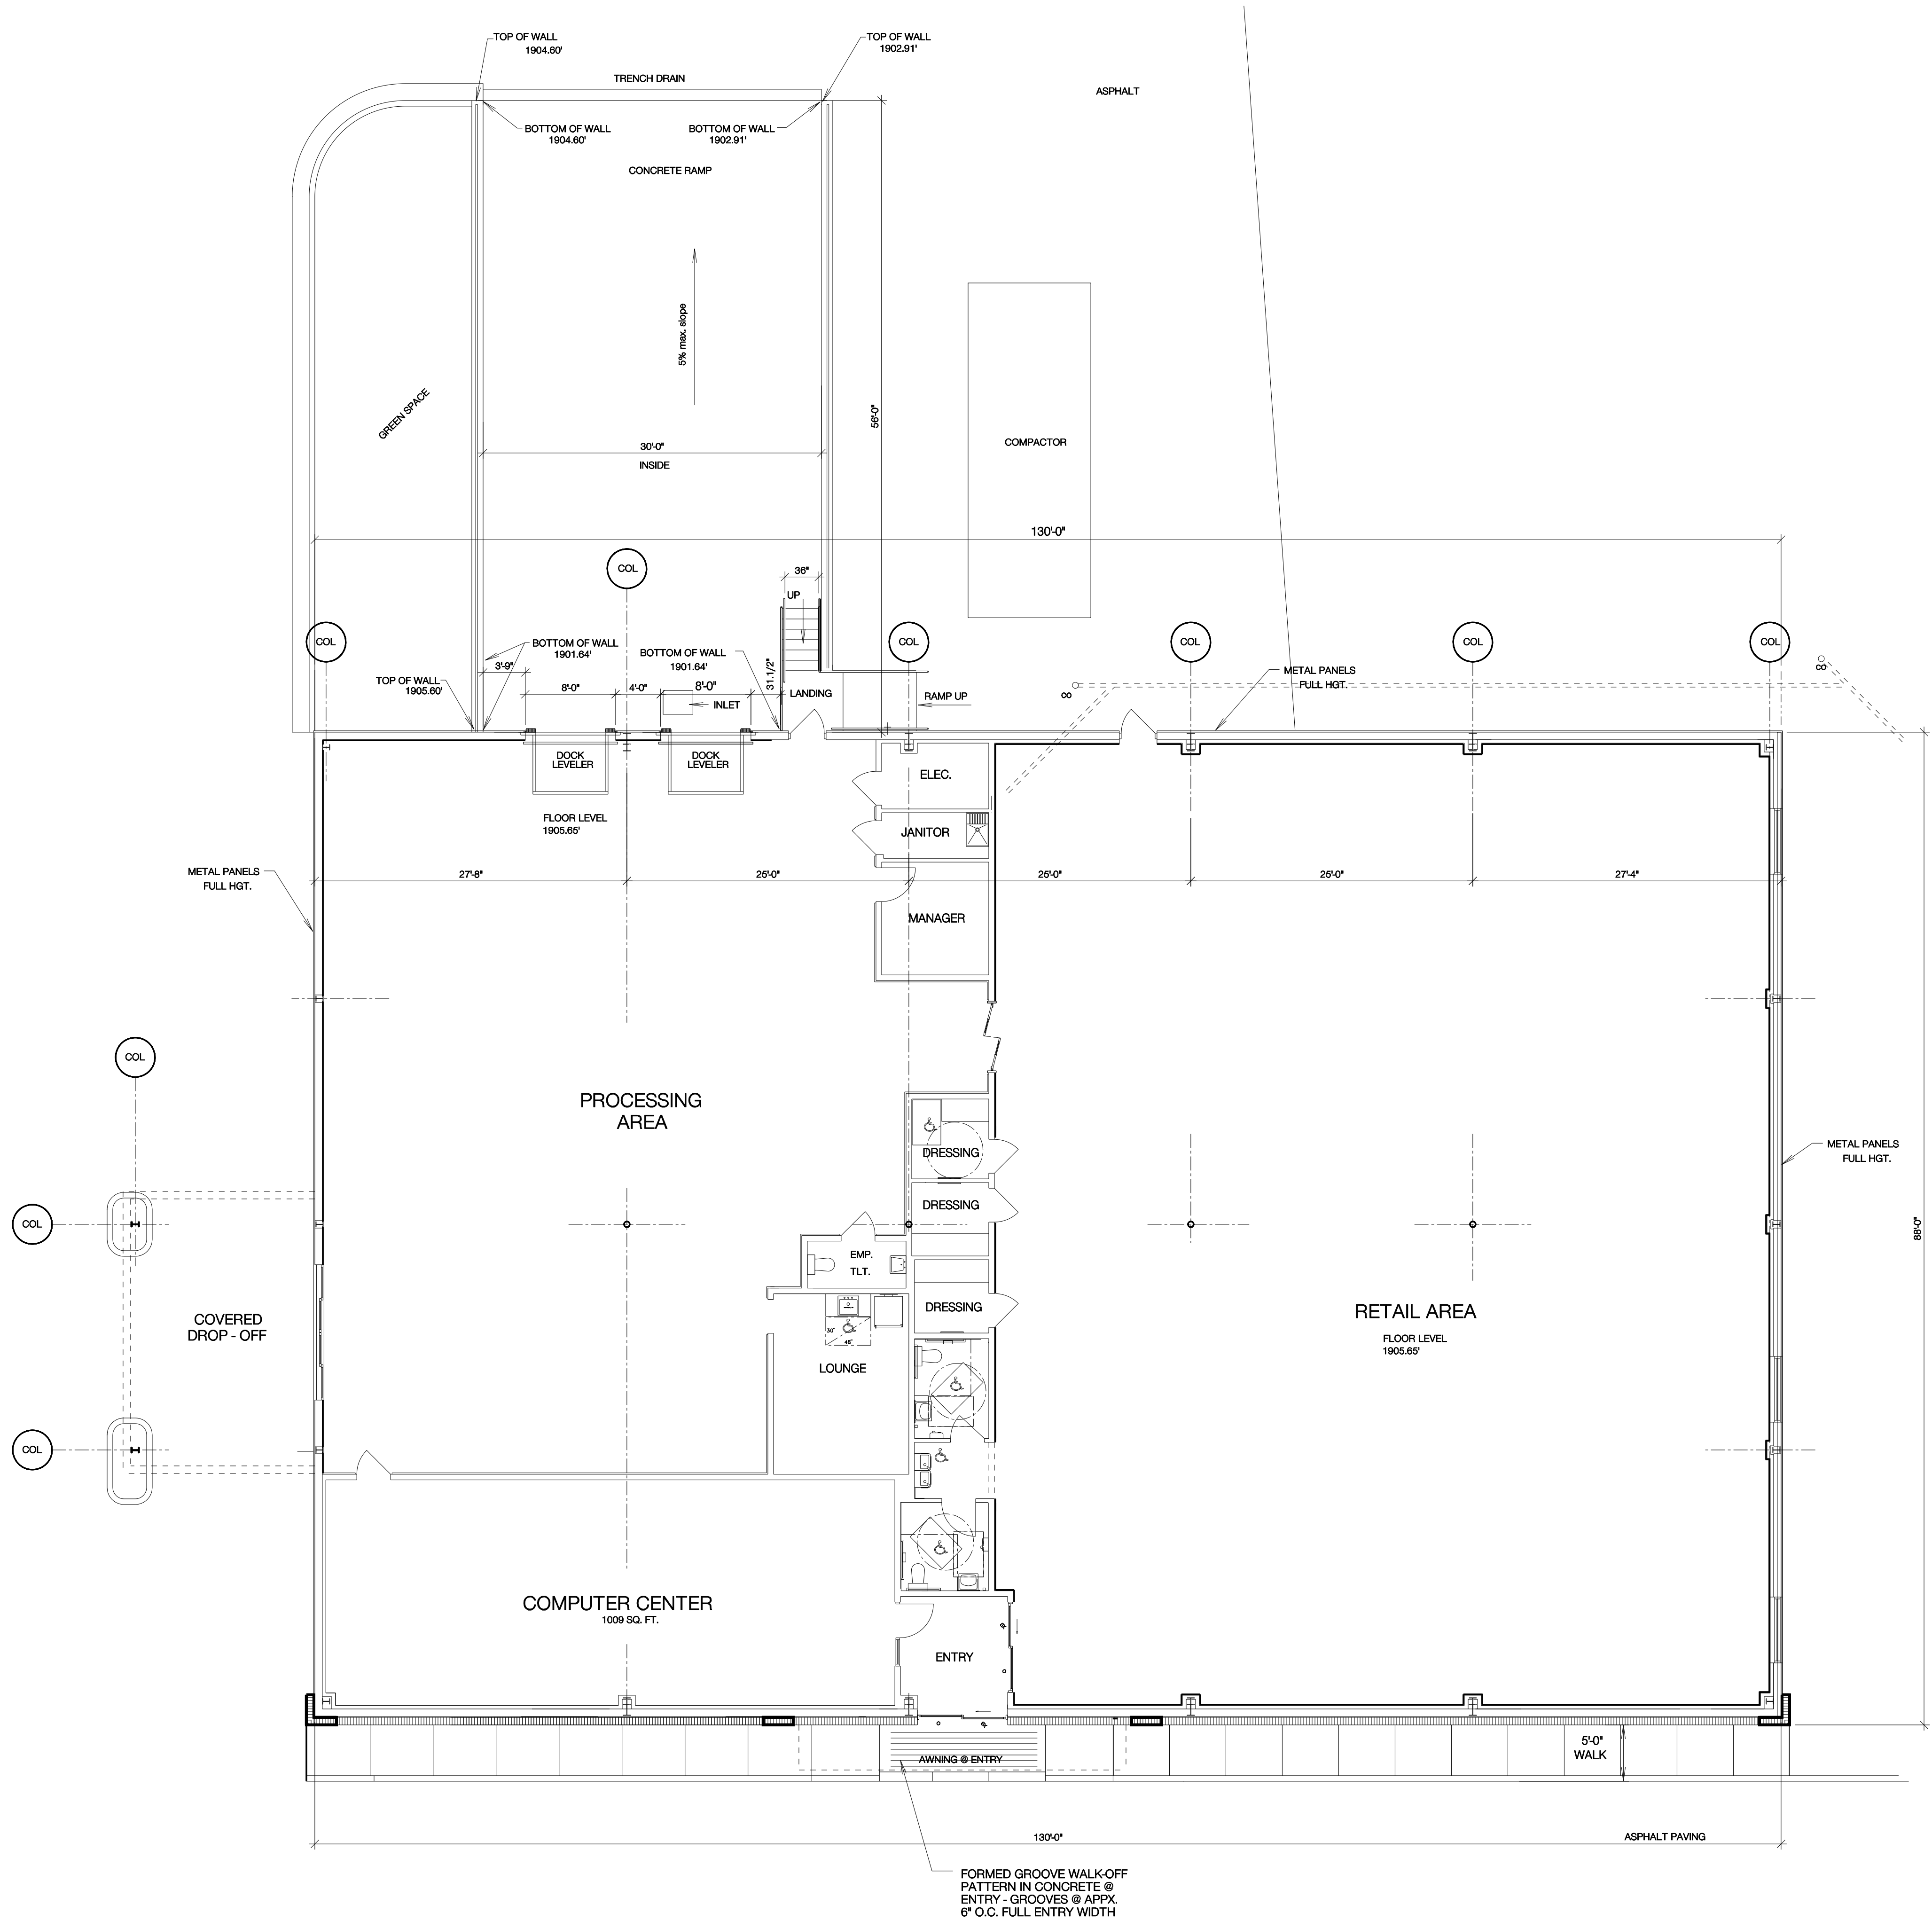 TOP OF WALL
1904.60'
TOP OF WALL
1902.91'
TRENCH DRAIN
ASPHALT
BOTTOM OF WALL
1904.60'
BOTTOM OF WALL
1902.91'
CONCRETE RAMP
5% max. slope
GREEN SPACE
56'-0"
COMPACTOR
30'-0"
INSIDE
130'-0"
COL
36"
UP
COL
COL
COL
COL
COL
BOTTOM OF WALL
1901.64'
BOTTOM OF WALL
1901.64'
3'-9"
TOP OF WALL
1905.60'
8'-0"
4'-0"
8'-0"
31.1/2"
LANDING
INLET
RAMP UP
METAL PANELS
FULL HGT.
CO
CO
DOCK
LEVELER
DOCK
LEVELER
ELEC.
FLOOR LEVEL
1905.65'
JANITOR
METAL PANELS
FULL HGT.
27'-8"
25'-0"
25'-0"
25'-0"
27'-4"
MANAGER
COL
PROCESSING
AREA
METAL PANELS
FULL HGT.
DRESSING
DRESSING
COL
88'-0"
EMP.
TLT.
COVERED
DROP - OFF
DRESSING
RETAIL AREA
FLOOR LEVEL
1905.65'
30"
48"
LOUNGE
COL
COMPUTER CENTER
1009 SQ. FT.
ENTRY
AWNING @ ENTRY
5'-0"
WALK
130'-0"
ASPHALT PAVING
FORMED GROOVE WALK-OFF
PATTERN IN CONCRETE @
ENTRY - GROOVES @ APPX.
6" O.C. FULL ENTRY WIDTH